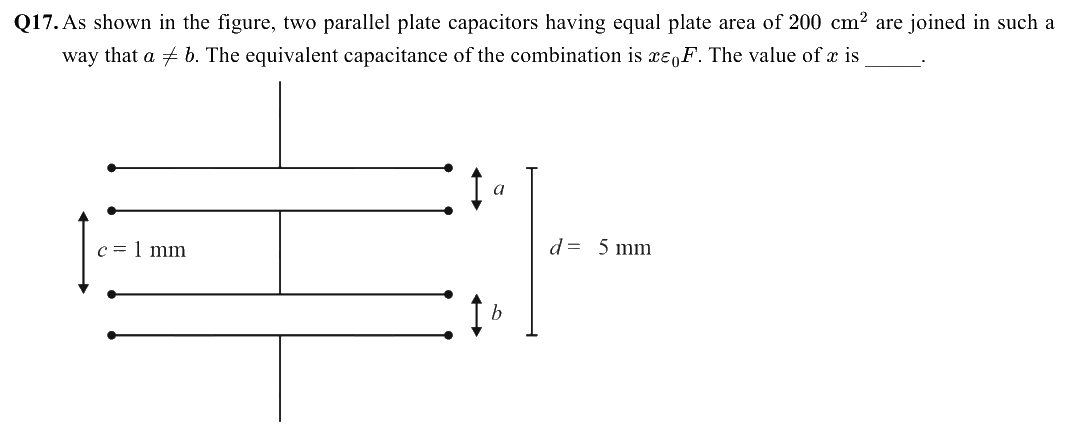 Q17. As shown in the figure, two parallel plate capacitors having equal plate area of 200 cm² are joined in such a
way that a ≠ b. The equivalent capacitance of the combination is xε₀F. The value of x is _____.
a
c = 1 mm
d = 5 mm
b